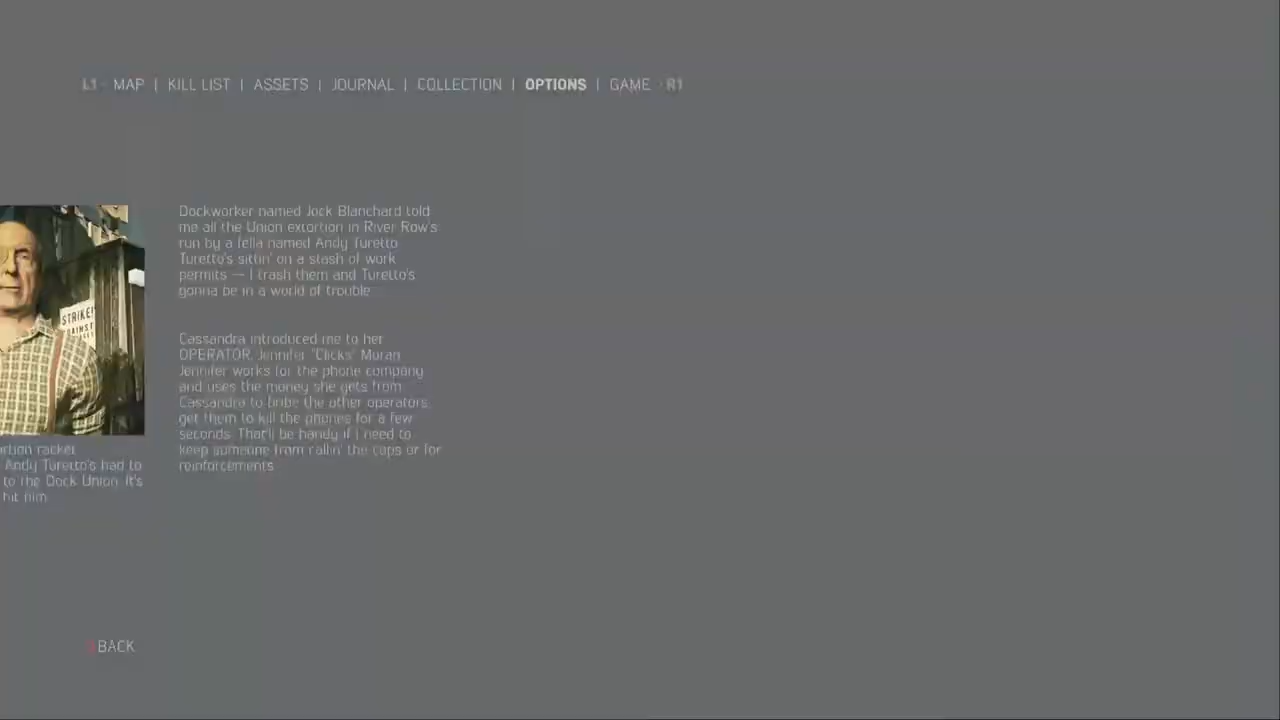 L1 - MAP | KILL LIST | ASSETS | JOURNAL | COLLECTION | OPTIONS | GAME - R1
Dockworker named Jock Blanchard told
me all the Union extortion in River Row's
run by a fella named Andy Turetto
Turetto's sittin' on a stash of work
permits — I trash them and Turetto's
gonna be in a world of trouble.
STRIKE!
Cassandra introduced me to her
OPERATOR, Jennifer "Clicks" Moran
Jennifer works for the phone company
and uses the money she gets from
Cassandra to bribe the other operators,
get them to kill the phones for a few
seconds. That'll be handy if I need to
keep someone from callin' the cops or for
reinforcements.
racket
Andy Turetto's had to
to the Dock Union. It's
hit him
BACK